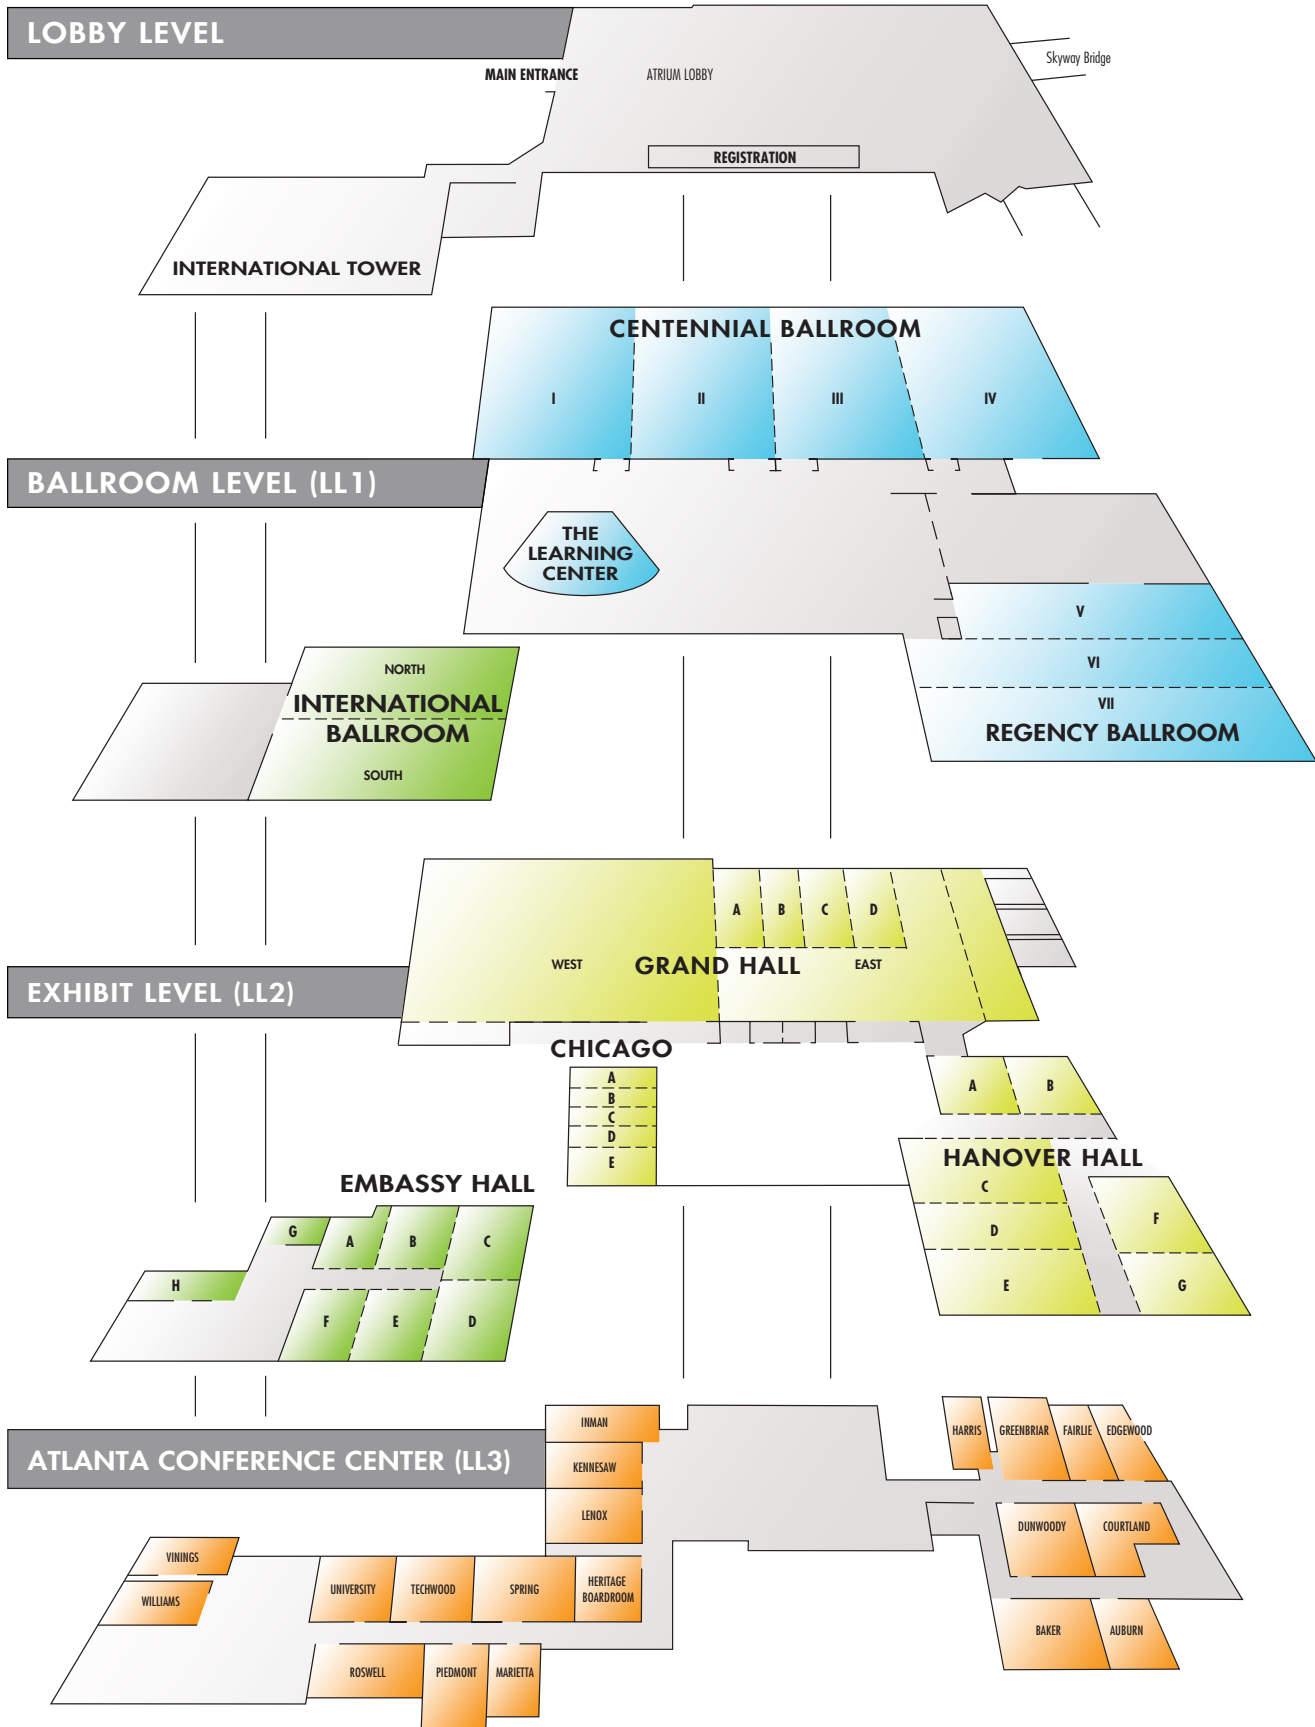 LOBBY LEVEL
Skyway Bridge
MAIN ENTRANCE
ATRIUM LOBBY
REGISTRATION
INTERNATIONAL TOWER
CENTENNIAL BALLROOM
I
II
III
IV
BALLROOM LEVEL (LL1)
THE
LEARNING
CENTER
V
VI
VII
REGENCY BALLROOM
NORTH
INTERNATIONAL
BALLROOM
SOUTH
A
B
C
D
WEST
GRAND HALL
EAST
EXHIBIT LEVEL (LL2)
CHICAGO
A
B
C
D
E
A
B
HANOVER HALL
C
D
E
F
G
EMBASSY HALL
G
A
B
C
H
F
E
D
INMAN
KENNESAW
LENOX
HARRIS
GREENBRIAR
FAIRLIE
EDGEWOOD
ATLANTA CONFERENCE CENTER (LL3)
DUNWOODY
COURTLAND
VININGS
WILLIAMS
UNIVERSITY
TECHWOOD
SPRING
HERITAGE
BOARDROOM
BAKER
AUBURN
ROSWELL
PIEDMONT
MARIETTA